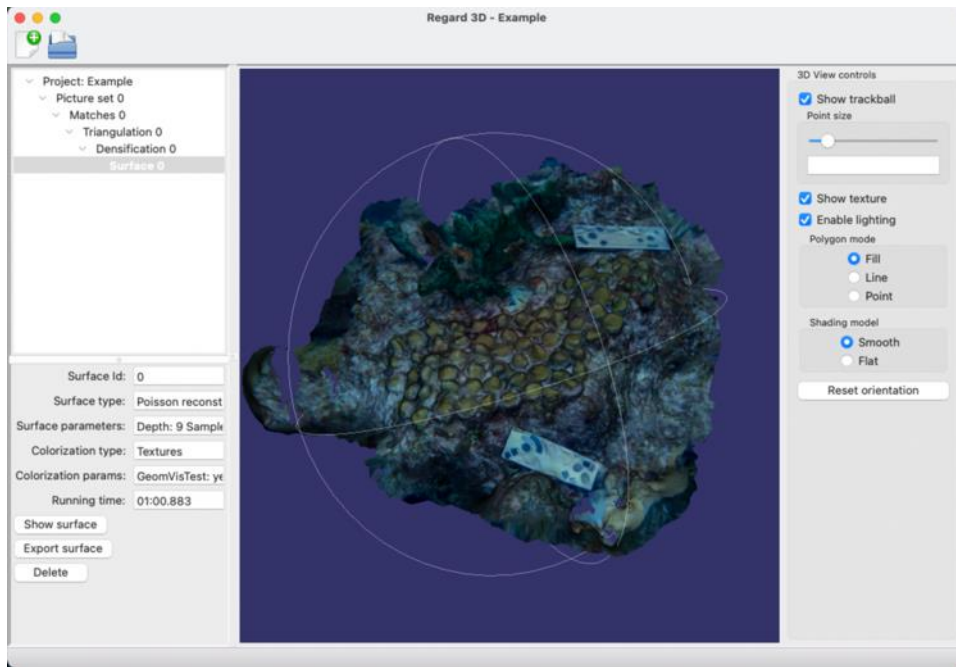 Regard 3D - Example
Project: Example
Picture set 0
Matches 0
Triangulation 0
Densification 0
Surface 0
Surface Id: 0
Surface type: Poisson reconst
Surface parameters: Depth: 9 Sample
Colorization type: Textures
Colorization params: GeomVisTest: ye
Running time: 01:00.883
Show surface
Export surface
Delete
3D View controls
Show trackball
Point size
Show texture
Enable lighting
Polygon mode
Fill
Line
Point
Shading model
Smooth
Flat
Reset orientation